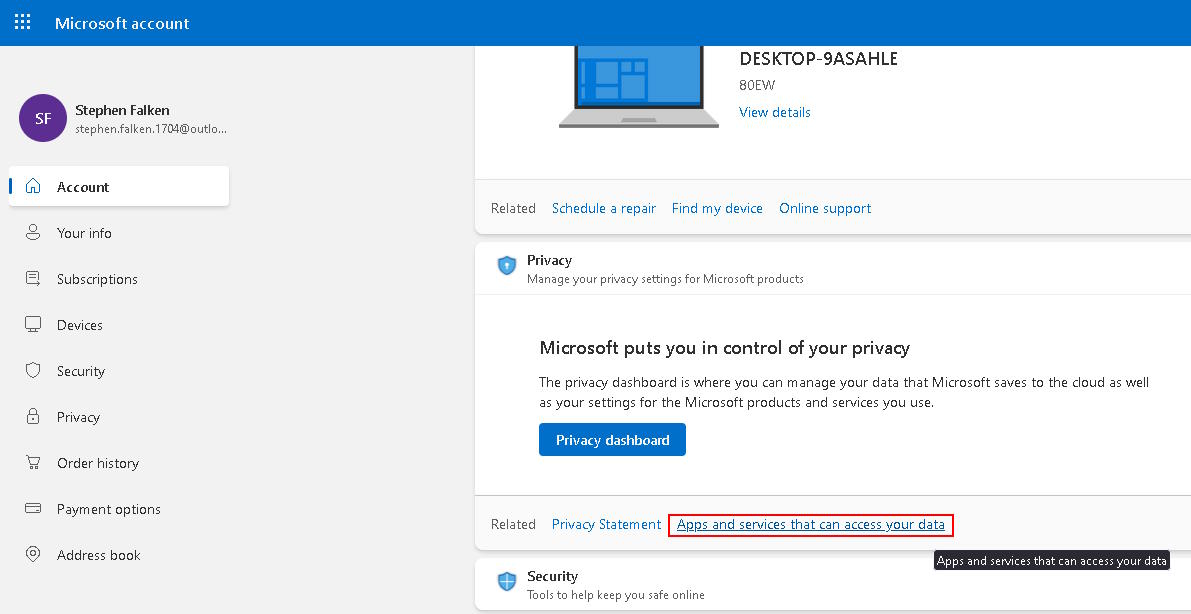 Microsoft account
SF
Stephen Falken
stephen.falken.1704@outlo...
Account
Your info
Subscriptions
Devices
Security
Privacy
Order history
Payment options
Address book
DESKTOP-9ASAHLE
80EW
View details
Related Schedule a repair Find my device Online support
Privacy
Manage your privacy settings for Microsoft products
Microsoft puts you in control of your privacy
The privacy dashboard is where you can manage your data that Microsoft saves to the cloud as well
as your settings for the Microsoft products and services you use.
Privacy dashboard
Related Privacy Statement Apps and services that can access your data
Apps and services that can access your data
Security
Tools to help keep you safe online